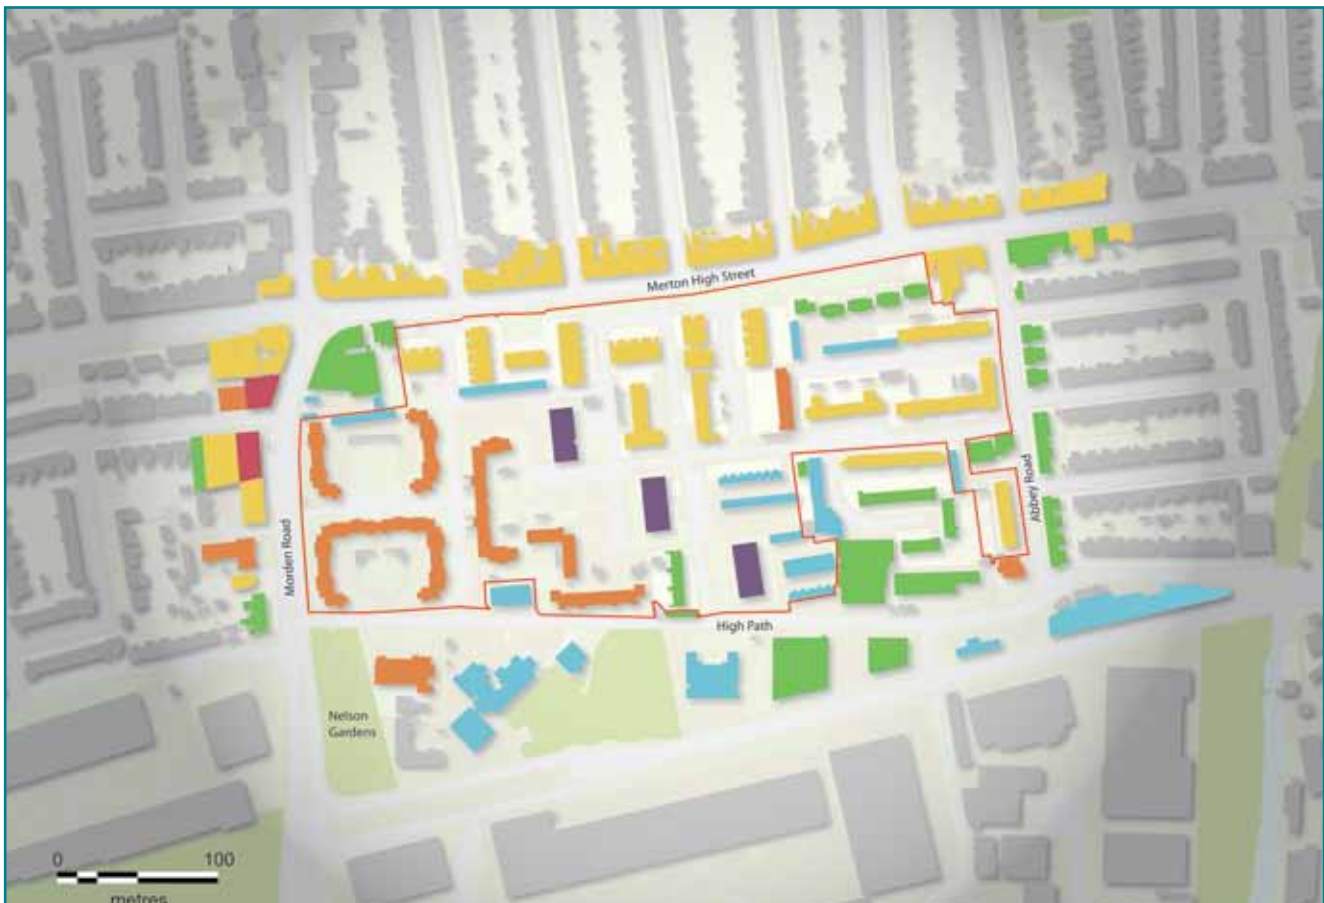 Merton High Street
Abbey Road
Morden Road
High Path
Nelson
Gardens
0 100
metres